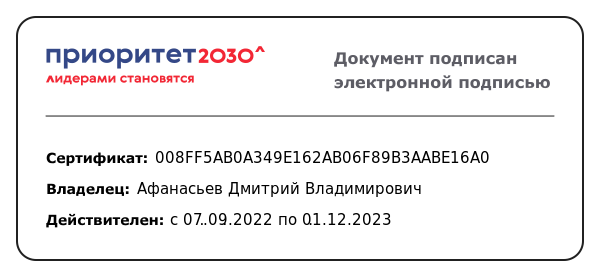 приоритет2030^
лидерами становятся
Документ подписан
электронной подписью
Сертификат: 008FF5AB0A349E162AB06F89B3AABE16A0
Владелец: Афанасьев Дмитрий Владимирович
Действителен: с 07.09.2022 по 01.12.2023